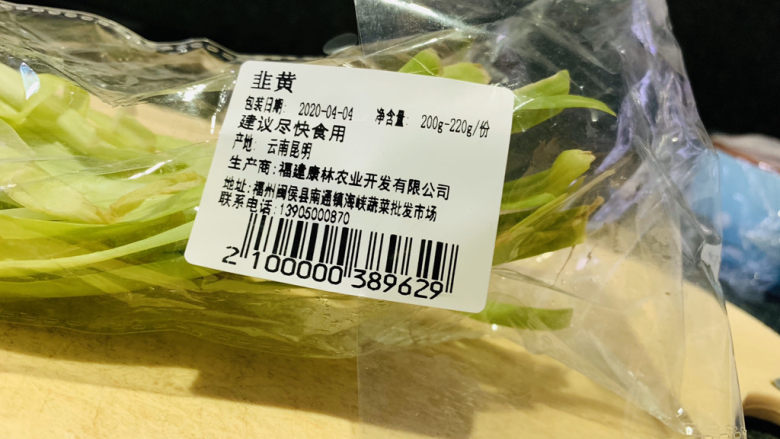 韭黄
包装日期: 2020-04-04 净含量: 200g-220g/份
建议尽快食用
产地: 云南昆明
生产商:福建康林农业开发有限公司
地址:福州闽侯县南通镇海峡蔬菜批发市场
联系电话:13905000870
2100000389629